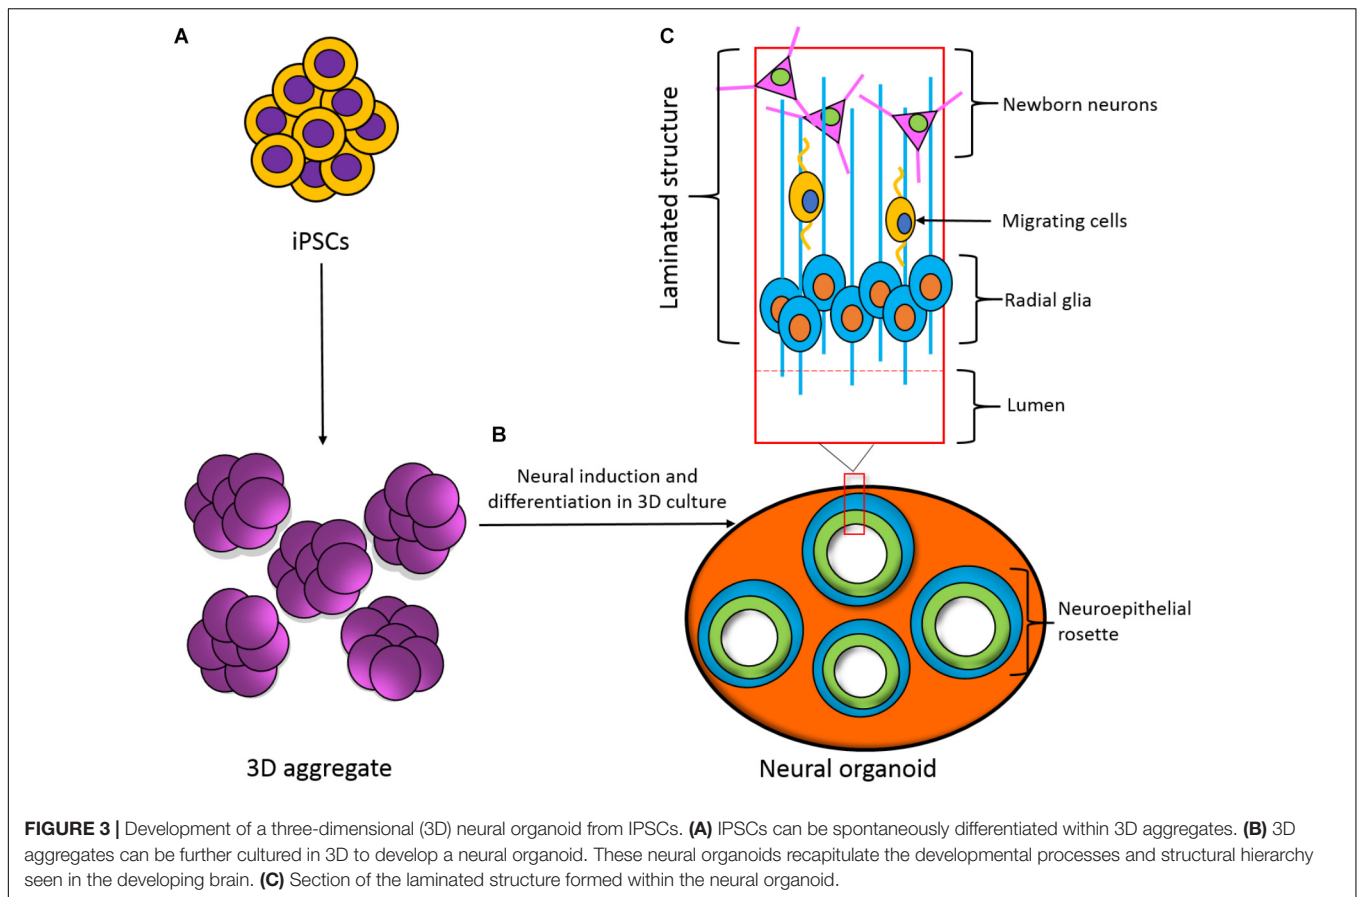 A
iPSCs
3D aggregate
B
Neural induction and
differentiation in 3D culture
C
Laminated structure
Newborn neurons
Migrating cells
Radial glia
Lumen
Neuroepithelial
rosette
Neural organoid
FIGURE 3 | Development of a three-dimensional (3D) neural organoid from IPSCs. (A) IPSCs can be spontaneously differentiated within 3D aggregates. (B) 3D
aggregates can be further cultured in 3D to develop a neural organoid. These neural organoids recapitulate the developmental processes and structural hierarchy
seen in the developing brain. (C) Section of the laminated structure formed within the neural organoid.